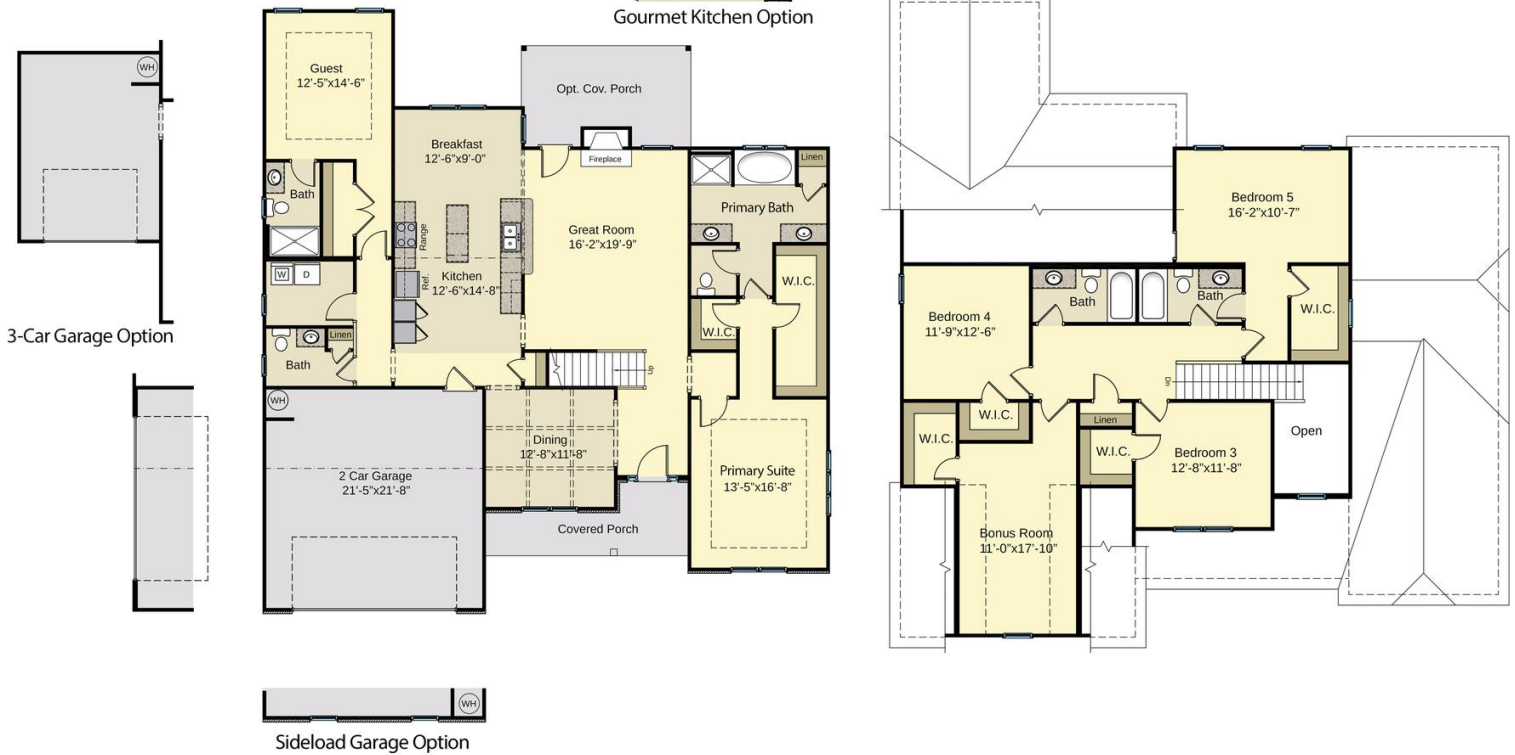 Gourmet Kitchen Option
WH
3-Car Garage Option
Guest
12'-5"x14'-6"
Opt. Cov. Porch
Breakfast
12'-6"x9'-0"
Fireplace
Linen
Bath
Primary Bath
Range
Great Room
16'-2"x19'-9"
Kitchen
12'-6"x14'-8"
Ref.
W
D
W.I.C.
W.I.C.
Linen
Bath
Up
WH
Dining
12'-8"x11'-8"
2 Car Garage
21'-5"x21'-8"
Primary Suite
13'-5"x16'-8"
Covered Porch
WH
Sideload Garage Option
Bedroom 5
16'-2"x10'-7"
Bath
Bath
W.I.C.
Bedroom 4
11'-9"x12'-6"
Dn
W.I.C.
W.I.C.
Linen
W.I.C.
Open
Bedroom 3
12'-8"x11'-8"
Bonus Room
11'-0"x17'-10"